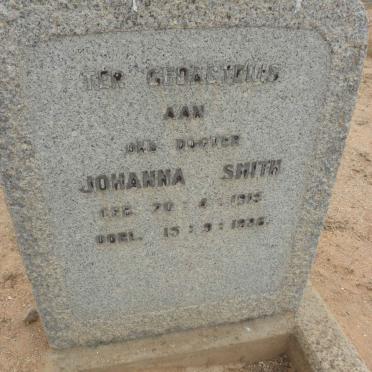 TER GEDAGTENIS
AAN
ONS DOGTER
JOHANNA SMITH
GEB. 20 : 4 : 1915
OORL. 15 : 9 : 1936.